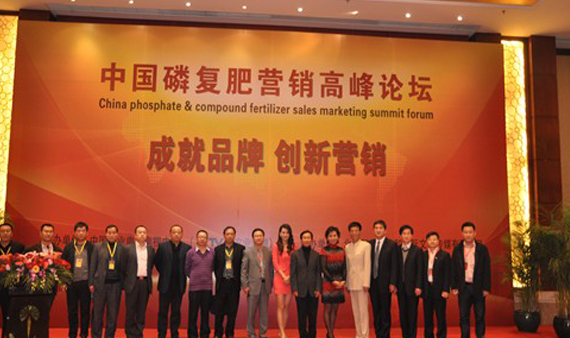 中国磷复肥营销高峰论坛
China phosphate & compound fertilizer sales marketing summit forum
成就品牌 创新营销